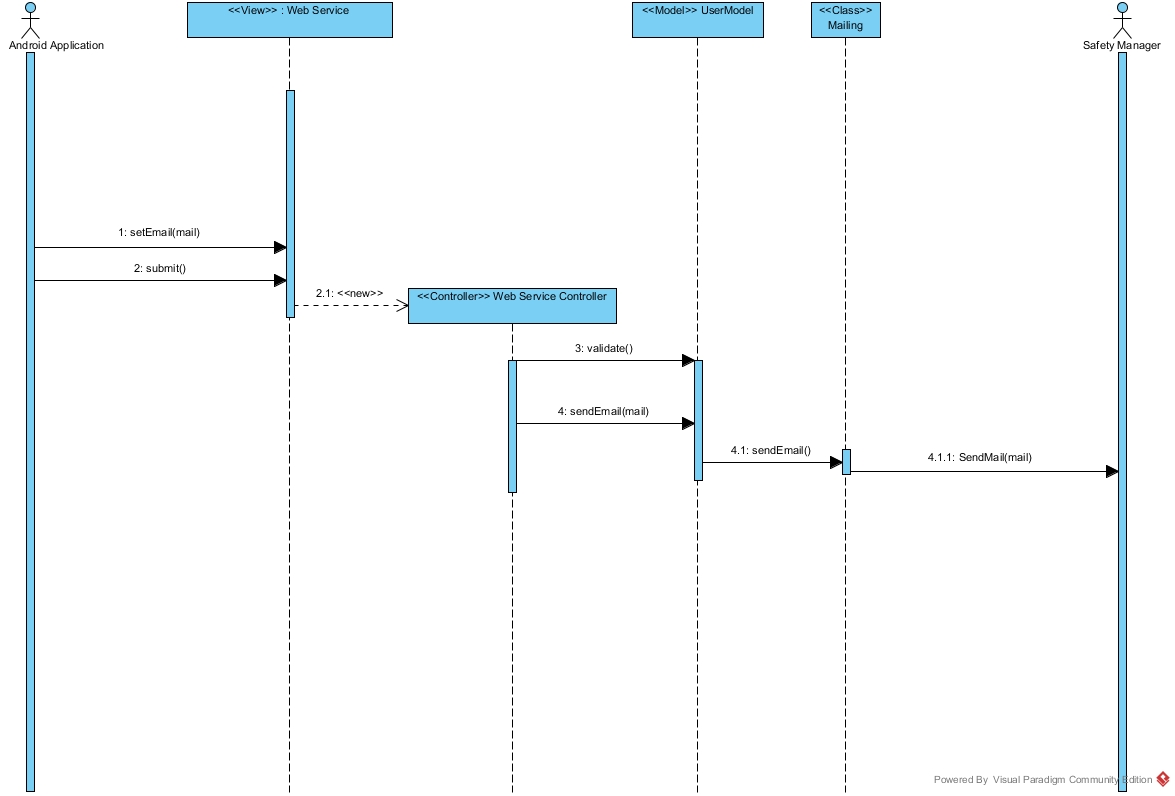 <<View>> : Web Service
<<Model>> UserModel
<<Class>>
Mailing
Android Application
Safety Manager
1: setEmail(mail)
2: submit()
2.1: <<new>>
<<Controller>> Web Service Controller
3: validate()
4: sendEmail(mail)
4.1: sendEmail()
4.1.1: SendMail(mail)
Powered By Visual Paradigm Community Edition